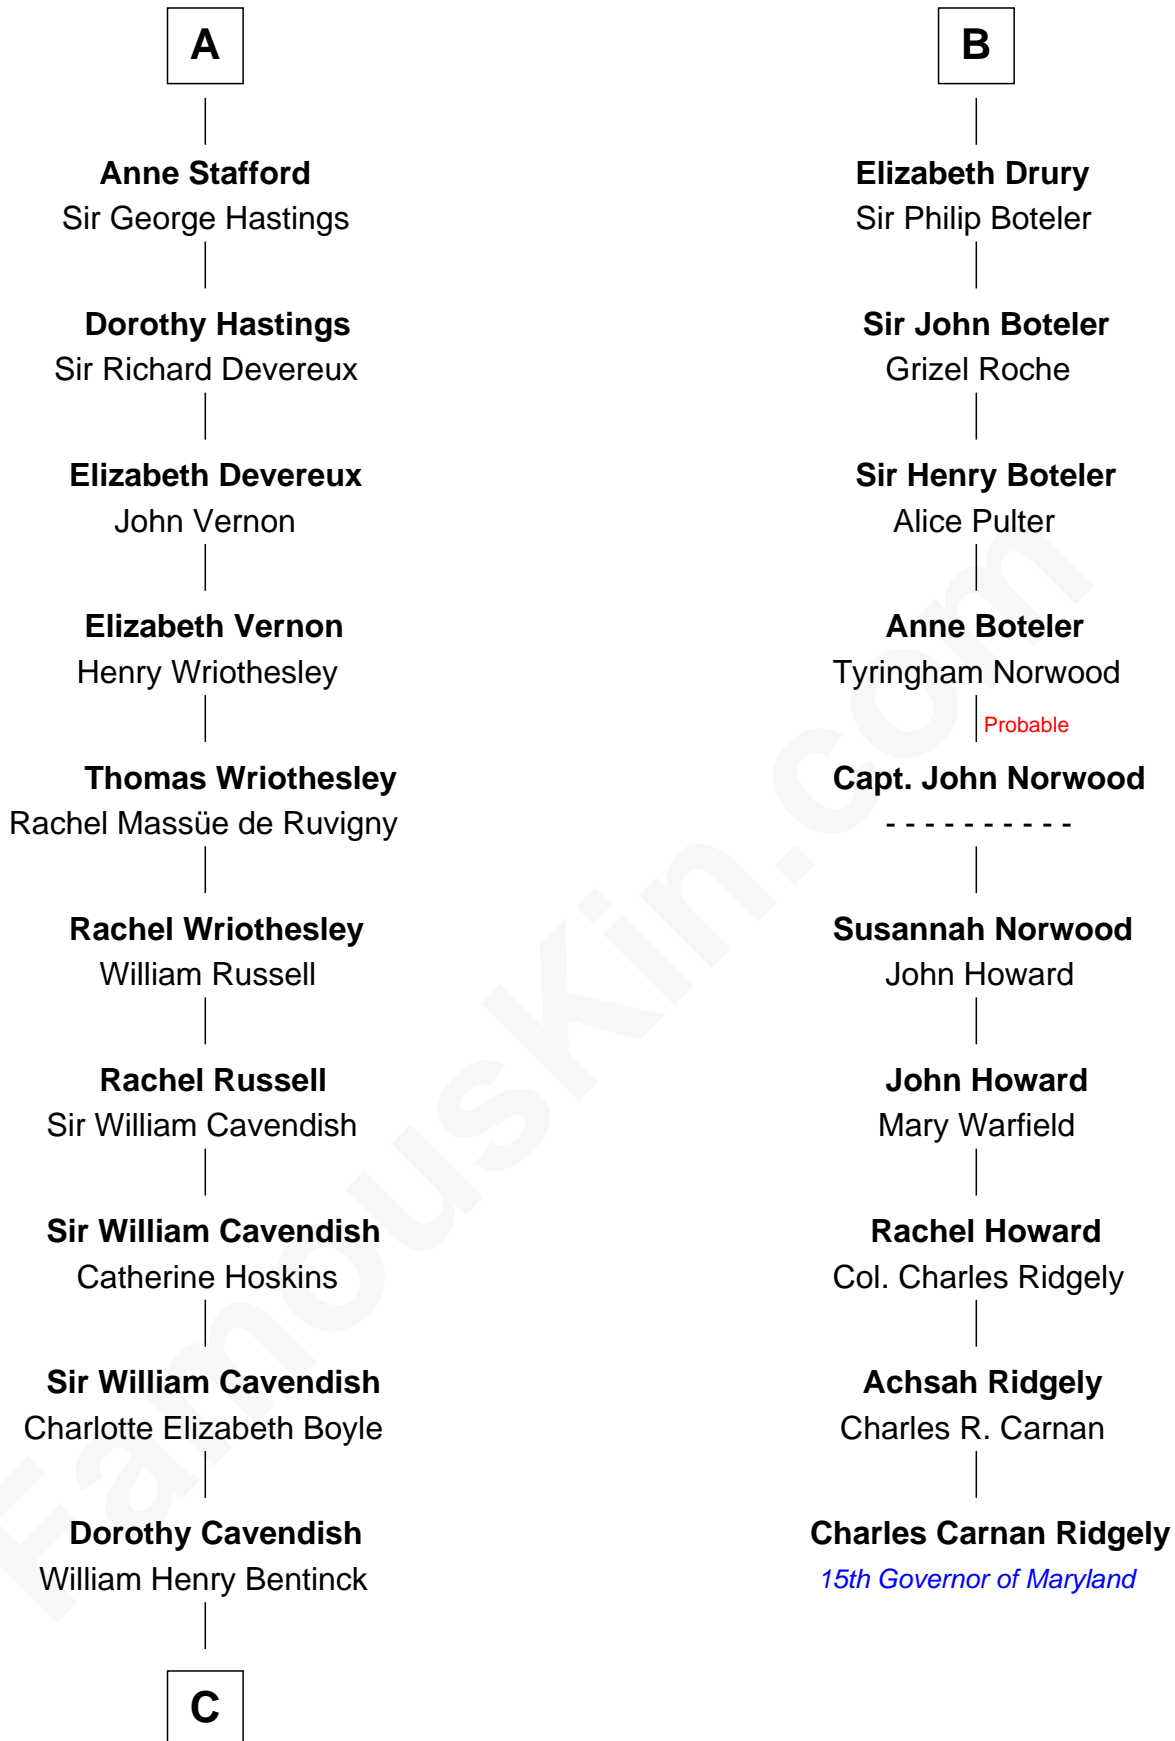 A
Anne Stafford
Sir George Hastings
Dorothy Hastings
Sir Richard Devereux
Elizabeth Devereux
John Vernon
Elizabeth Vernon
Henry Wriothesley
Thomas Wriothesley
Rachel Massüe de Ruvigny
Rachel Wriothesley
William Russell
Rachel Russell
Sir William Cavendish
Sir William Cavendish
Catherine Hoskins
Sir William Cavendish
Charlotte Elizabeth Boyle
Dorothy Cavendish
William Henry Bentinck
C
B
Elizabeth Drury
Sir Philip Boteler
Sir John Boteler
Grizel Roche
Sir Henry Boteler
Alice Pulter
Anne Boteler
Tyringham Norwood
Probable
Capt. John Norwood
- - - - - - - - - -
Susannah Norwood
John Howard
John Howard
Mary Warfield
Rachel Howard
Col. Charles Ridgely
Achsah Ridgely
Charles R. Carnan
Charles Carnan Ridgely
15th Governor of Maryland
FamousKin.com